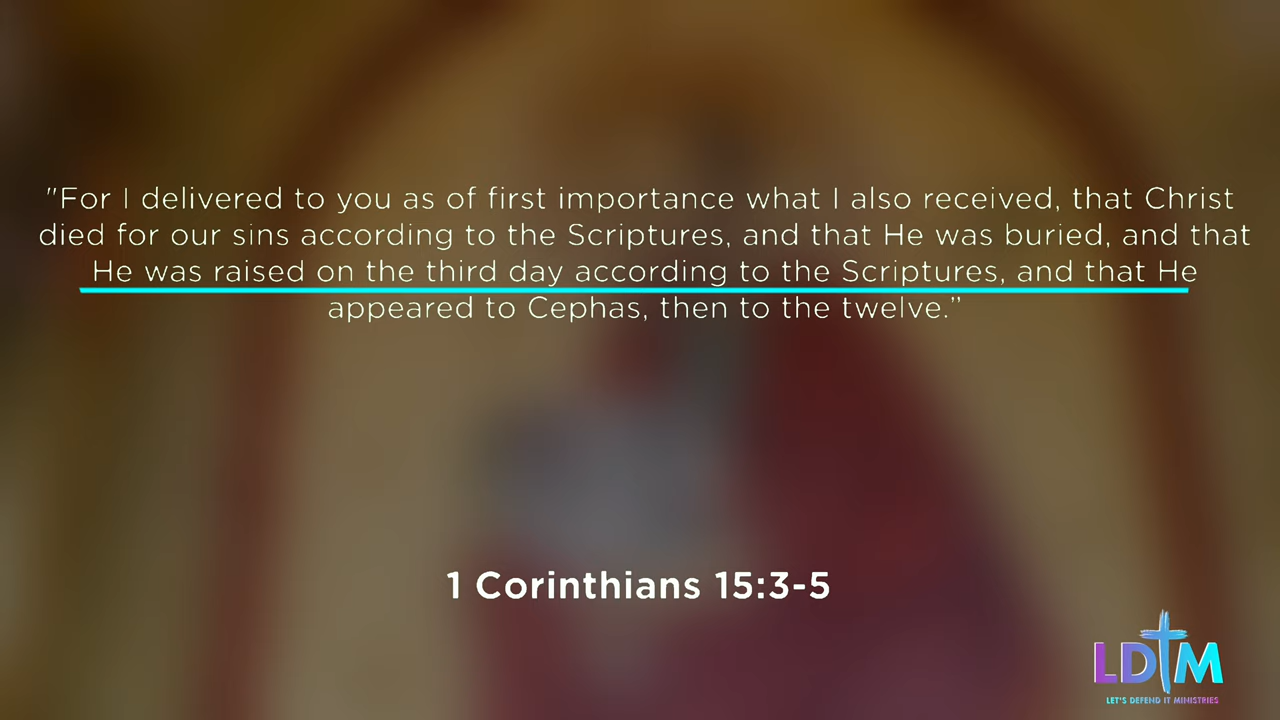 "For I delivered to you as of first importance what I also received, that Christ
died for our sins according to the Scriptures, and that He was buried, and that
He was raised on the third day according to the Scriptures, and that He
appeared to Cephas, then to the twelve.”
1 Corinthians 15:3-5
LDTM
LET'S DEFEND IT MINISTRIES